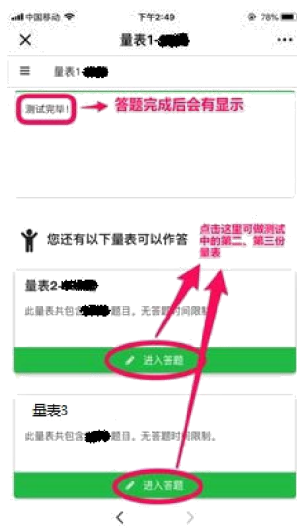 中国移动 下午2:49 78%
量表1-
量表1-
测试完毕!
答题完成后会有显示
您还有以下量表可以作答
点击这里可做测试
中的第二、第三份
量表
量表2-
此量表共包含 题目。无答题时间限制。
进入答题
量表3
此量表共包含 题目。无答题时间限制。
进入答题